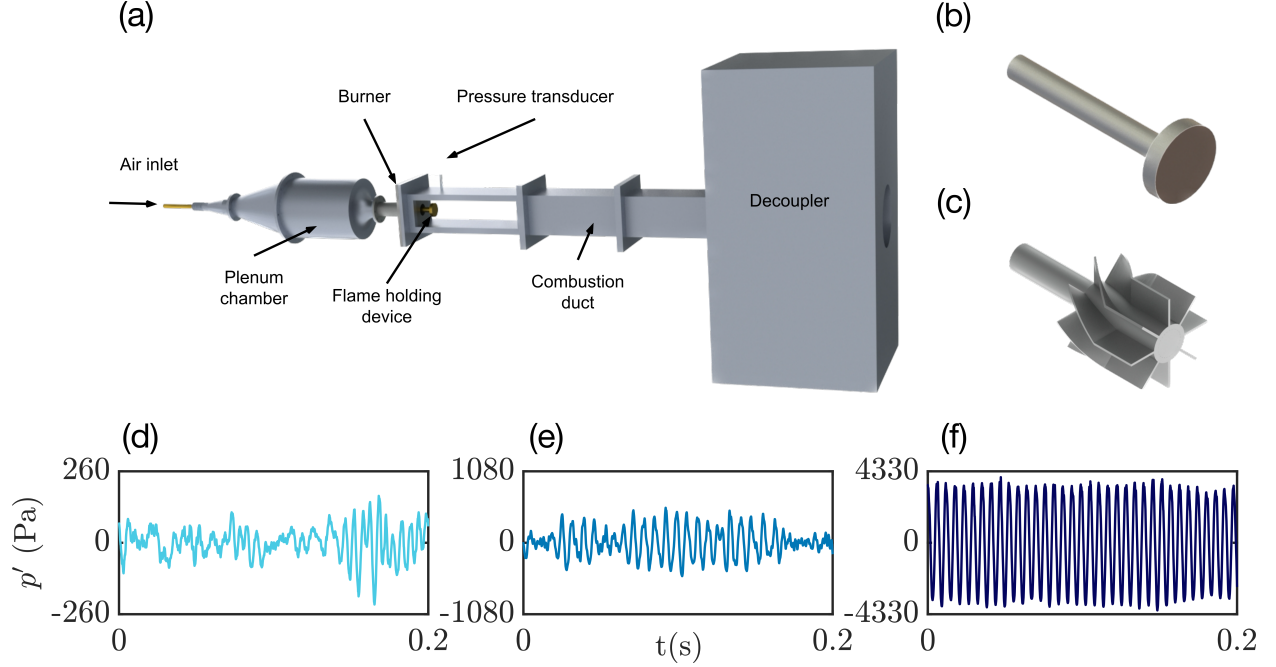 (a)
(b)
Burner
Pressure transducer
Air inlet
Decoupler
(c)
Plenum
chamber
Flame holding
device
Combustion
duct
(d)
(e)
(f)
260
1080
4330
p′ (Pa)
0
0
0
-260
-1080
-4330
0
0.2
0
t(s)
0.2
0
0.2